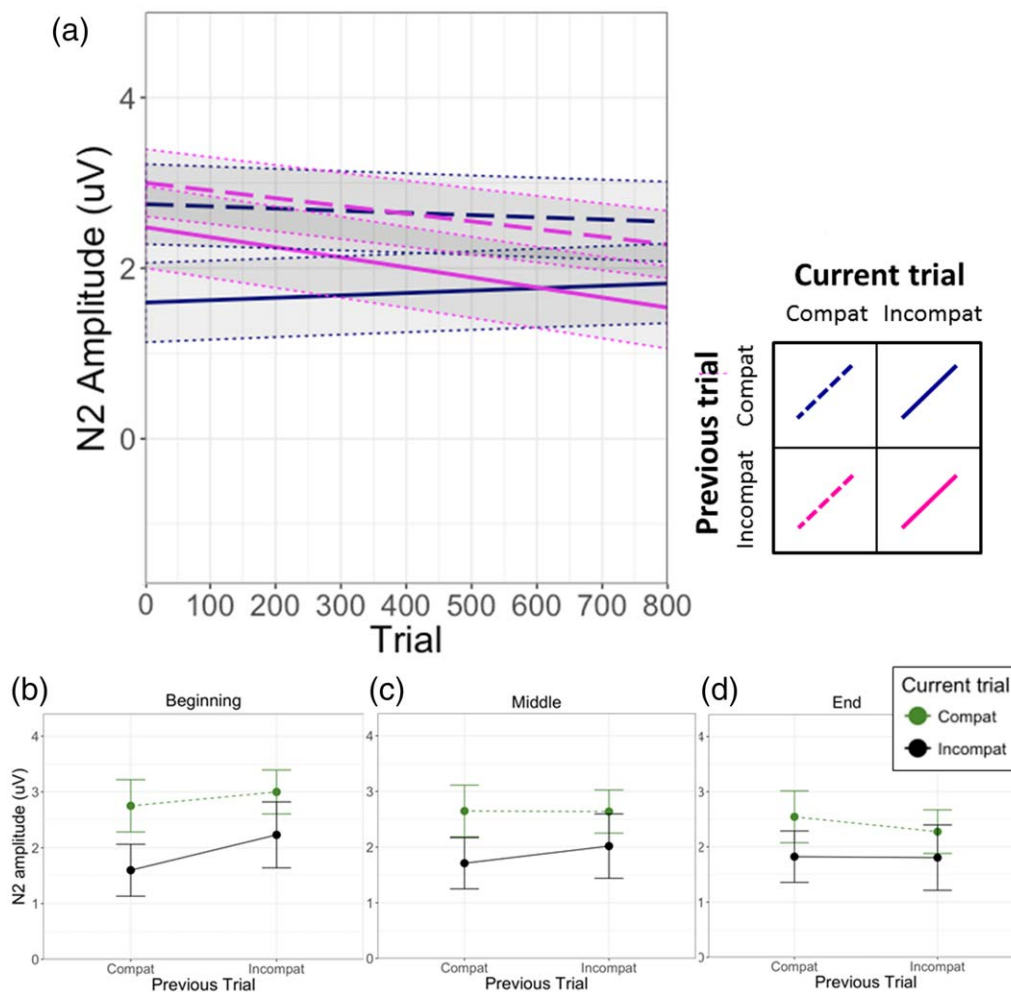 (a)
N2 Amplitude (uV)
4
2
0
0 100 200 300 400 500 600 700 800
Trial
Current trial
Compat Incompat
Previous trial
Compat
Incompat
(b)
Beginning
N2 amplitude (uV)
4
3
2
1
0
Compat Incompat
Previous Trial
(c)
Middle
4
3
2
1
0
Compat Incompat
Previous Trial
(d)
End
4
3
2
1
0
Compat Incompat
Previous Trial
Current trial
Compat
Incompat